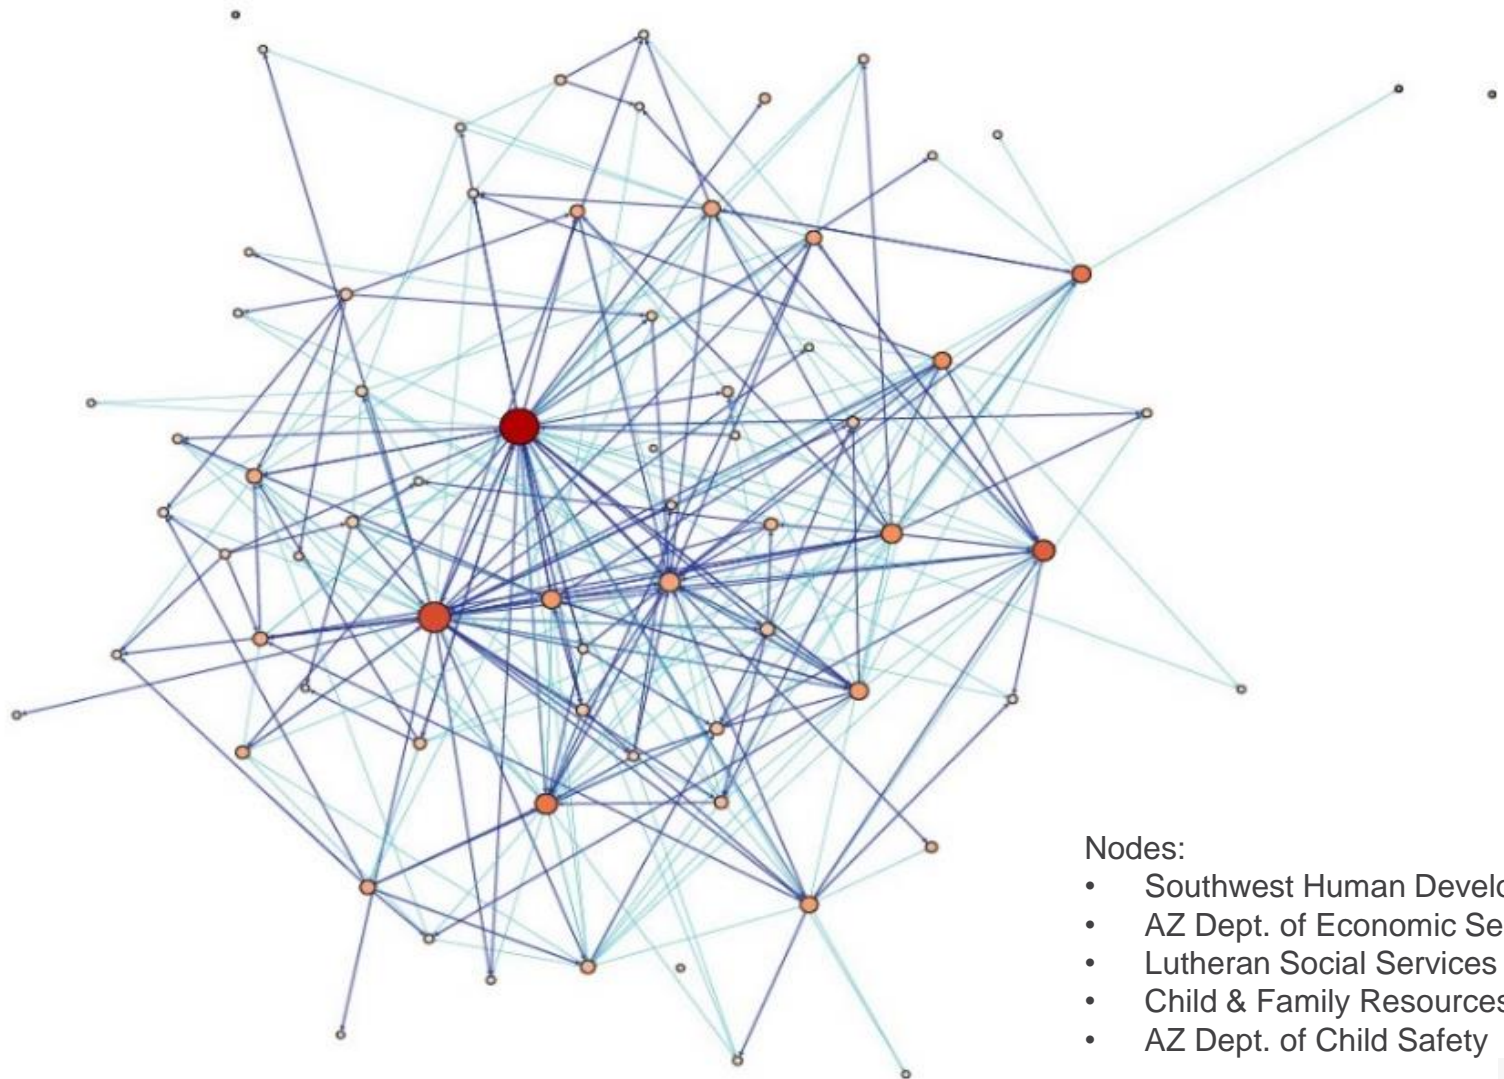 Nodes:
• Southwest Human Develo
• AZ Dept. of Economic Se
• Lutheran Social Services
• Child & Family Resources
• AZ Dept. of Child Safety